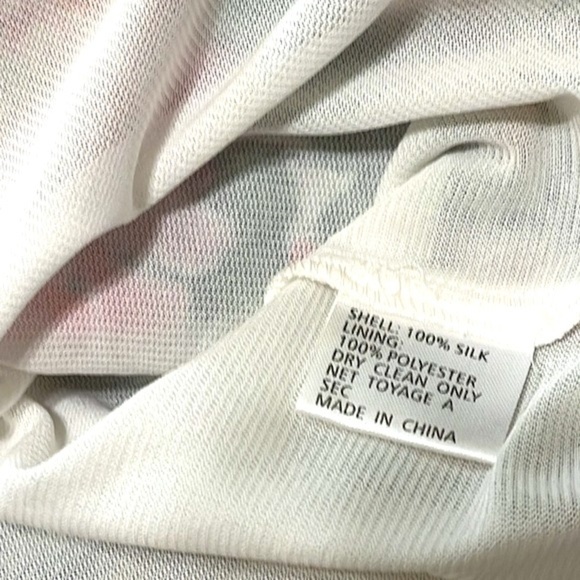 SHELL: 100% SILK
LINING:
100% POLYESTER
DRY CLEAN ONLY
NET TOYAGE A
SEC
MADE IN CHINA